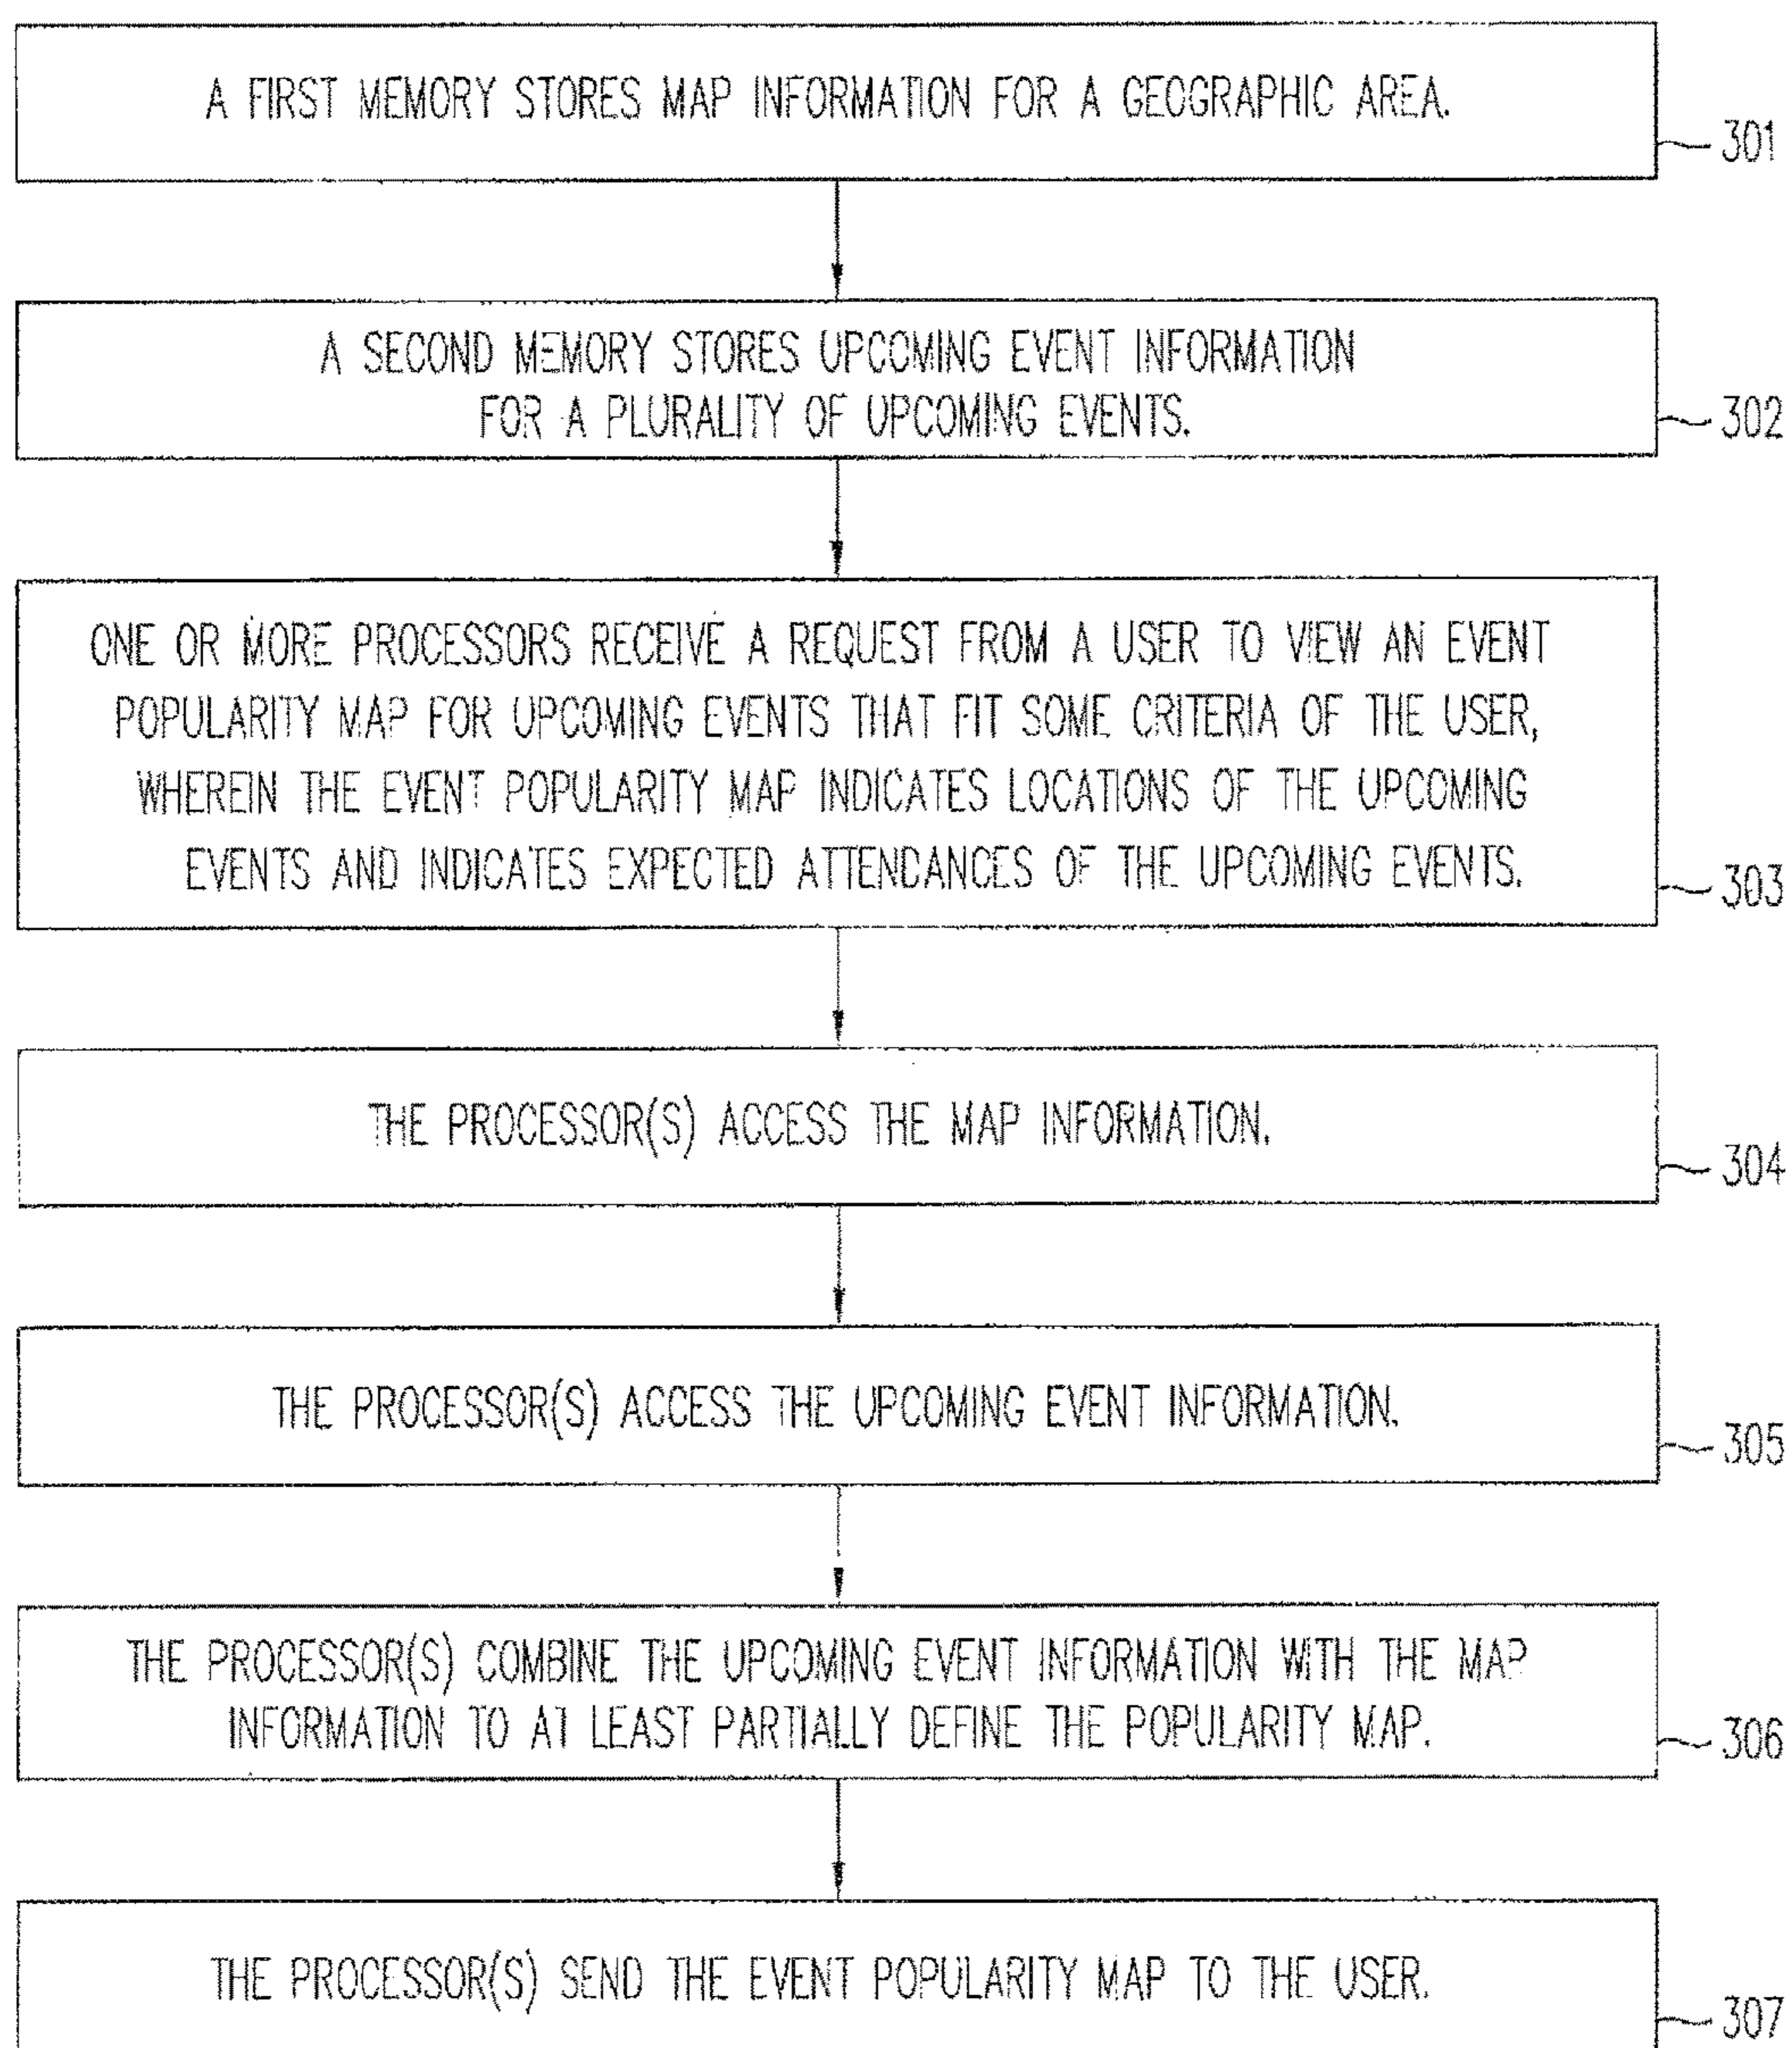 A FIRST MEMORY STORES MAP INFORMATION FOR A GEOGRAPHIC AREA.
301
A SECOND MEMORY STORES UPCOMING EVENT INFORMATION
FOR A PLURALITY OF UPCOMING EVENTS.
302
ONE OR MORE PROCESSORS RECEIVE A REQUEST FROM A USER TO VIEW AN EVENT
POPULARITY MAP FOR UPCOMING EVENTS THAT FIT SOME CRITERIA OF THE USER,
WHEREIN THE EVENT POPULARITY MAP INDICATES LOCATIONS OF THE UPCOMING
EVENTS AND INDICATES EXPECTED ATTENDANCES OF THE UPCOMING EVENTS.
303
THE PROCESSOR(S) ACCESS THE MAP INFORMATION.
304
THE PROCESSOR(S) ACCESS THE UPCOMING EVENT INFORMATION.
305
THE PROCESSOR(S) COMBINE THE UPCOMING EVENT INFORMATION WITH THE MAP
INFORMATION TO AT LEAST PARTIALLY DEFINE THE POPULARITY MAP.
306
THE PROCESSOR(S) SEND THE EVENT POPULARITY MAP TO THE USER.
307